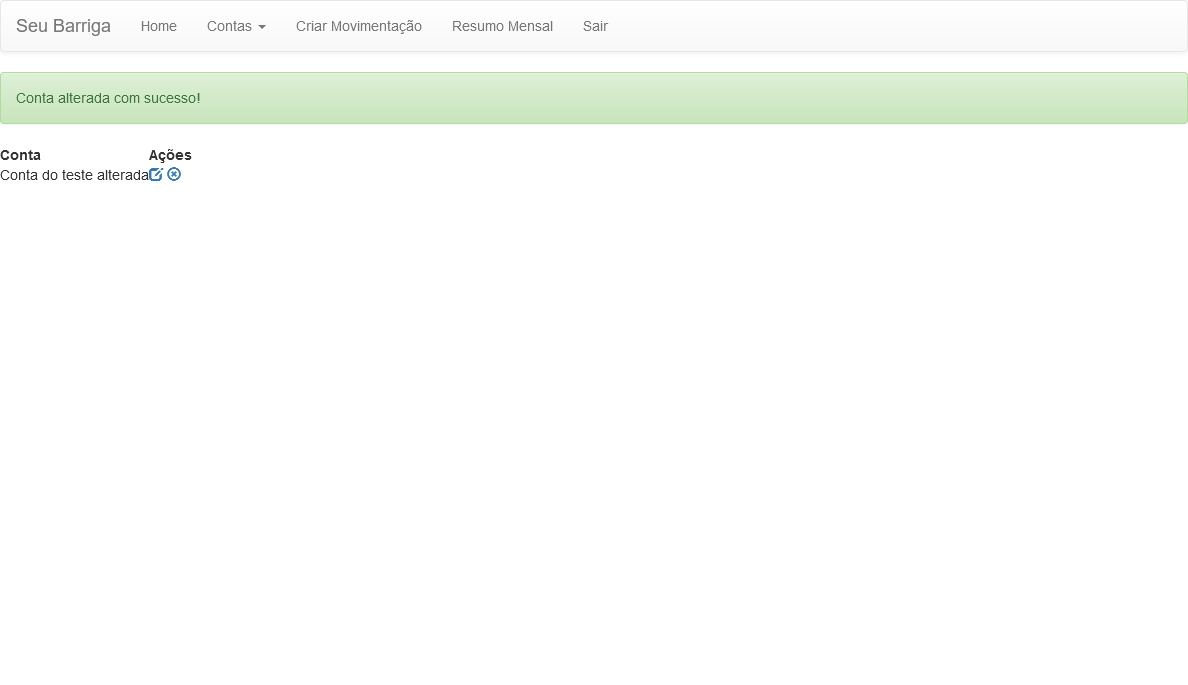 Seu Barriga Home Contas Criar Movimentação Resumo Mensal Sair
Conta alterada com sucesso!
Conta Ações
Conta do teste alterada